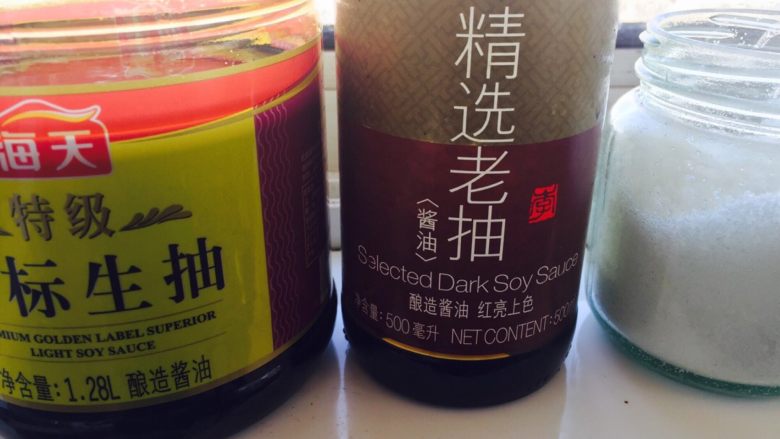 海天
特级
标生抽
MIUM GOLDEN LABEL SUPERIOR
LIGHT SOY SAUCE
净含量:1.28L 酿造酱油
精选老抽
〈酱油〉
Selected Dark Soy Sauce
酿造酱油 红亮上色
净含量:500毫升 NET CONTENT:500m